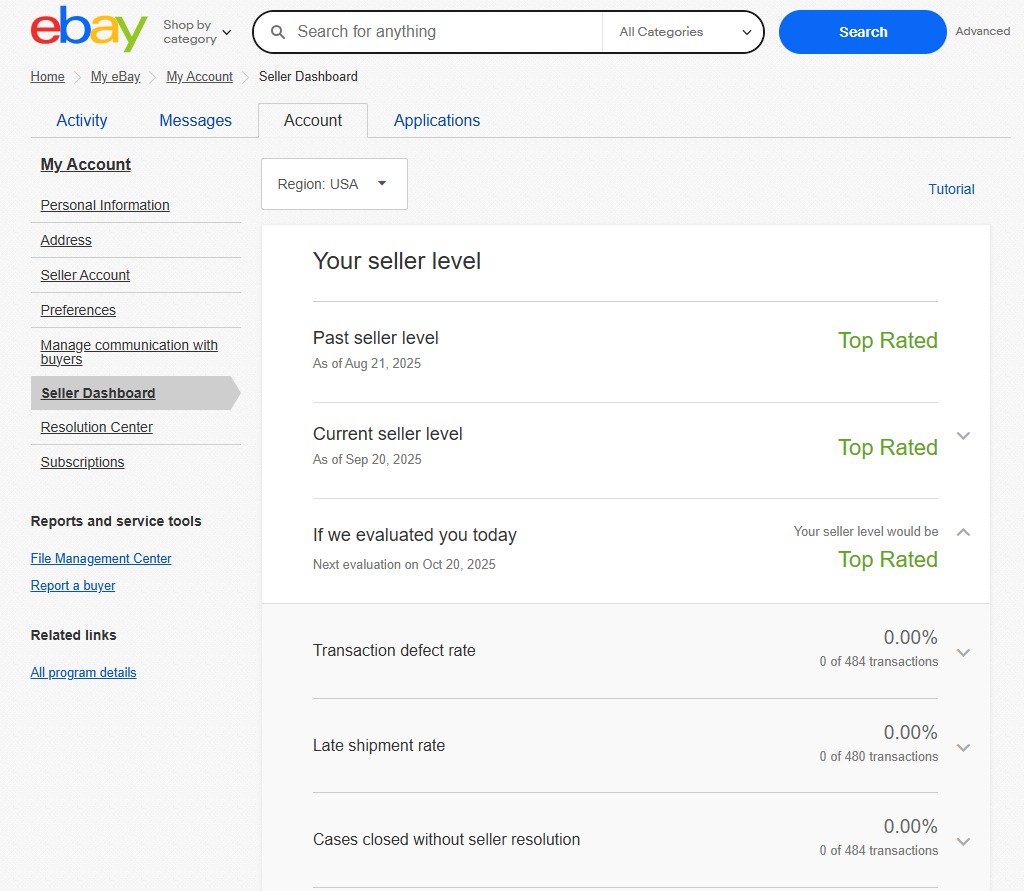 ebay
Shop by
category
Search for anything
All Categories
Search
Advanced
Home
My eBay
My Account
Seller Dashboard
Activity
Messages
Account
Applications
My Account
Personal Information
Address
Seller Account
Preferences
Manage communication with
buyers
Seller Dashboard
Resolution Center
Subscriptions
Reports and service tools
File Management Center
Report a buyer
Related links
All program details
Region: USA
Tutorial
Your seller level
Past seller level
As of Aug 21, 2025
Top Rated
Current seller level
As of Sep 20, 2025
Top Rated
If we evaluated you today
Next evaluation on Oct 20, 2025
Your seller level would be
Top Rated
Transaction defect rate
0.00%
0 of 484 transactions
Late shipment rate
0.00%
0 of 480 transactions
Cases closed without seller resolution
0.00%
0 of 484 transactions